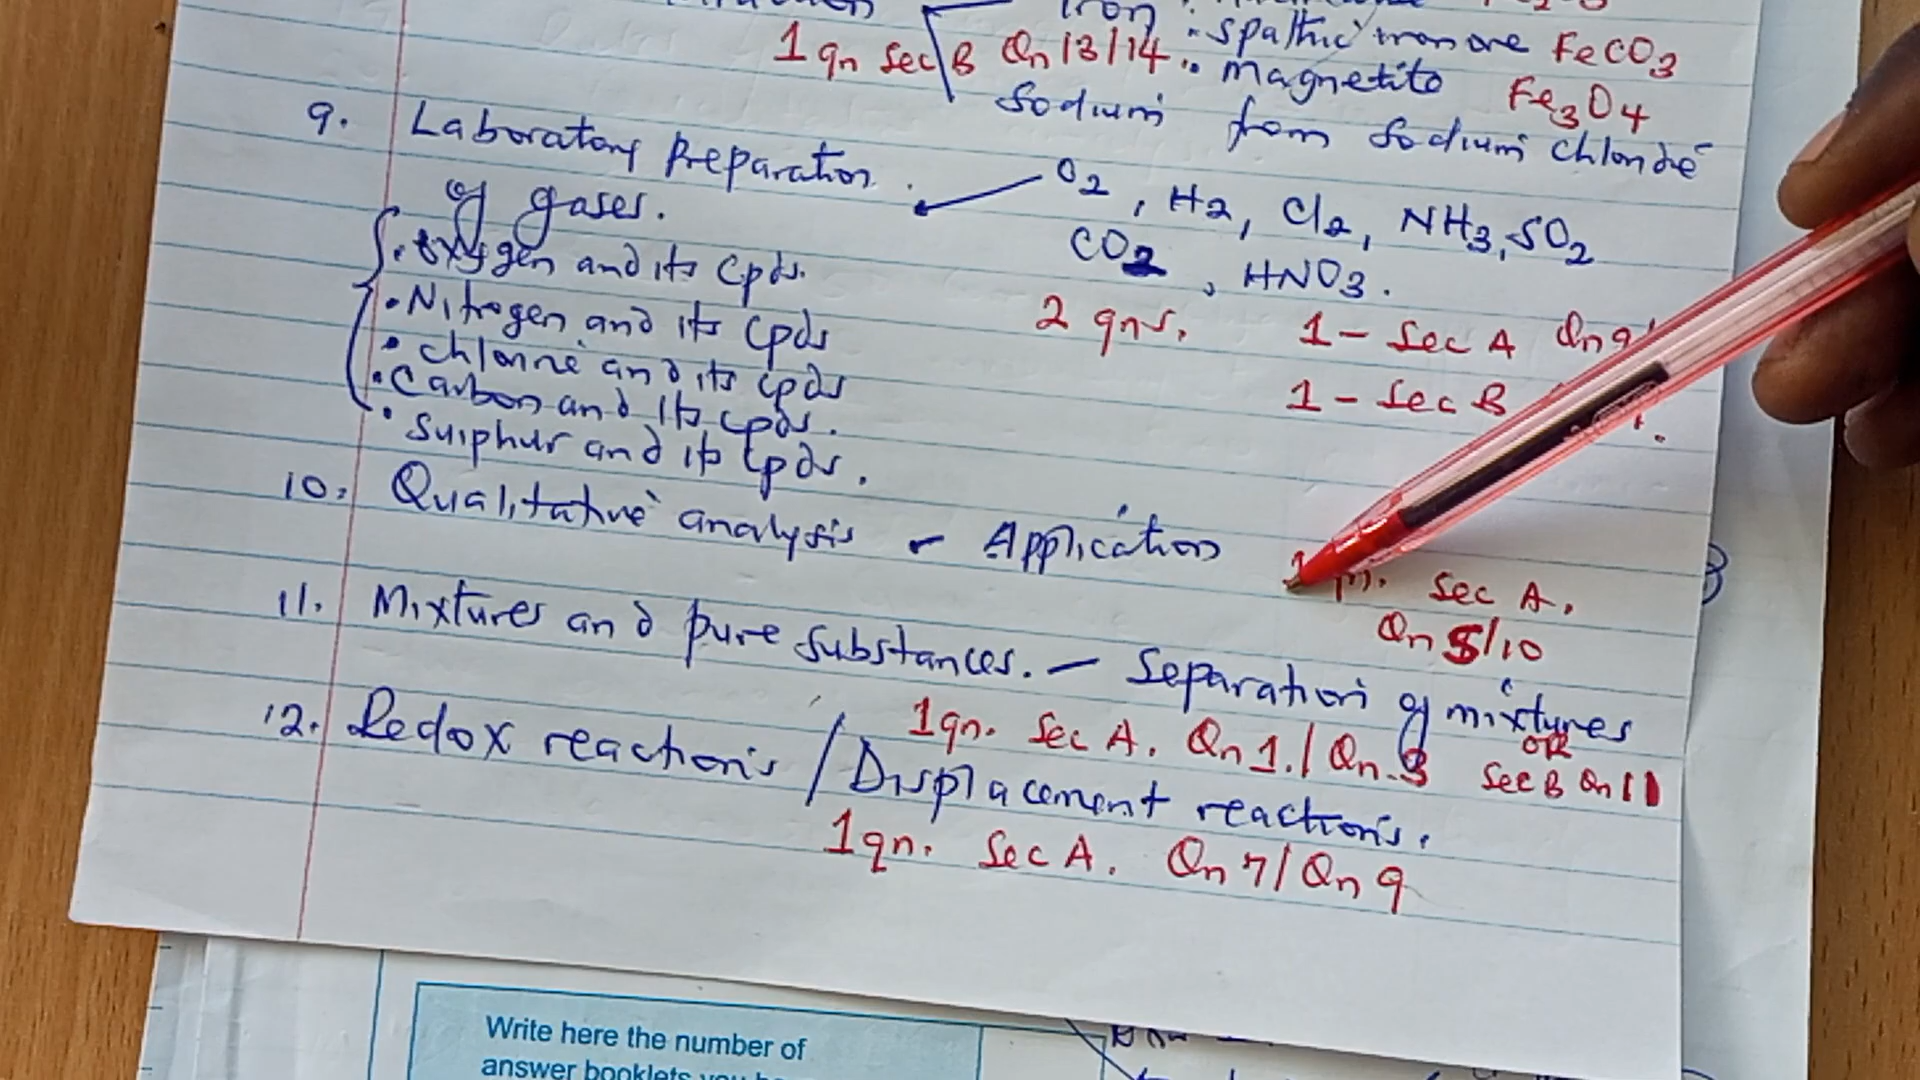 Iron
1 qn Sec B Qn 13/14
spathic iron ore FeCO3
magnetite Fe3O4
Sodium from Sodium chloride
9. Laboratory Preparation of gases.
O2, H2, Cl2, NH3, SO2
CO2, HNO3.
• Oxygen and its Cpds.
• Nitrogen and its Cpds
• Chlorine and its Cpds
• Carbon and its Cpds.
• Sulphur and its Cpds.
2 qns. 1 - Sec A Qn 9
1 - Sec B
10. Qualitative analysis - Application
Sec A.
Qn 5/10
11. Mixtures and pure substances. - Separation of mixtures
1qn. Sec A. Qn 1. / Qn. 3 OR Sec B Qn 11
12. Redox reactions / Displacement reactions.
1qn. Sec A. Qn 7 / Qn 9
Write here the number of
answer booklets